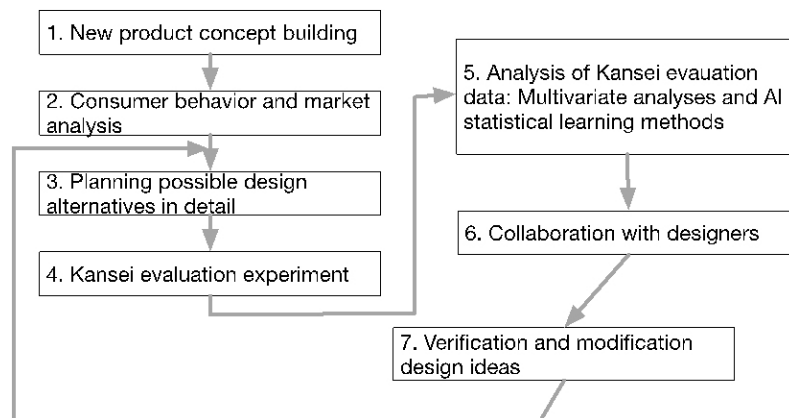 1. New product concept building
2. Consumer behavior and market
analysis
3. Planning possible design
alternatives in detail
4. Kansei evaluation experiment
5. Analysis of Kansei evauation
data: Multivariate analyses and AI
statistical learning methods
6. Collaboration with designers
7. Verification and modification
design ideas